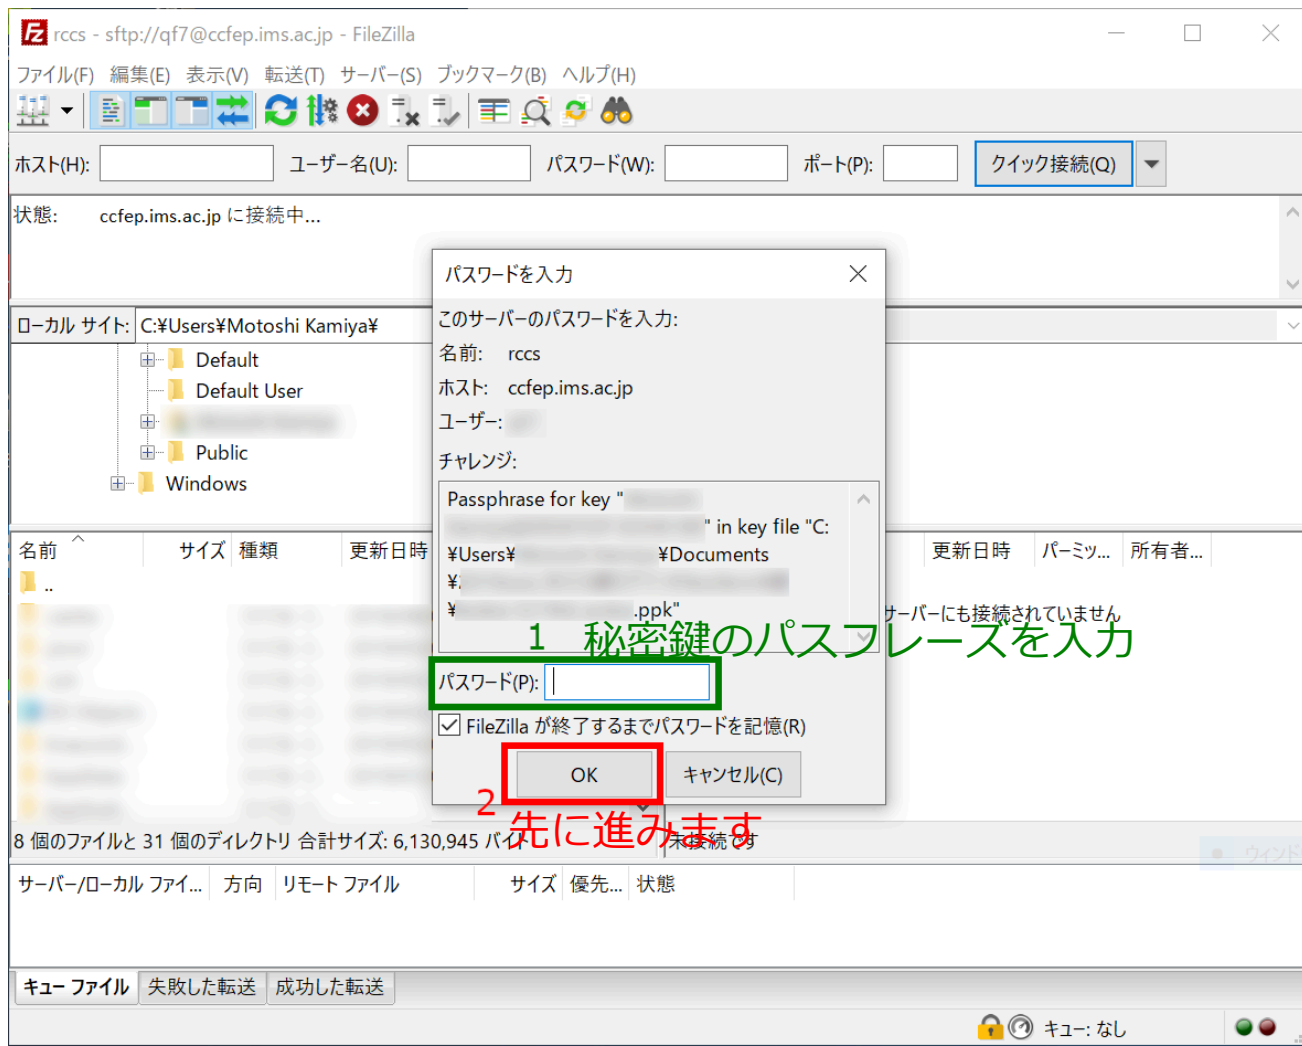 rccs - sftp://qf7@ccfep.ims.ac.jp - FileZilla
ファイル(F) 編集(E) 表示(V) 転送(T) サーバー(S) ブックマーク(B) ヘルプ(H)
ホスト(H): ユーザー名(U): パスワード(W): ポート(P): クイック接続(Q)
状態: ccfep.ims.ac.jp に接続中...
ローカル サイト: C:¥Users¥Motoshi Kamiya¥
Default
Default User
Public
Windows
名前 サイズ 種類 更新日時
..
8 個のファイルと 31 個のディレクトリ 合計サイズ: 6,130,945 バイト
パスワードを入力
このサーバーのパスワードを入力:
名前: rccs
ホスト: ccfep.ims.ac.jp
ユーザー:
チャレンジ:
Passphrase for key "
" in key file "C:
¥Users¥ ¥Documents
¥
¥ .ppk"
1 秘密鍵のパスフレーズを入力
パスワード(P):
FileZilla が終了するまでパスワードを記憶(R)
OK キャンセル(C)
2 先に進みます
更新日時 パーミッ... 所有者...
サーバーにも接続されていません
未接続です
サーバー/ローカル ファイ... 方向 リモート ファイル サイズ 優先... 状態
キュー ファイル 失敗した転送 成功した転送
キュー: なし